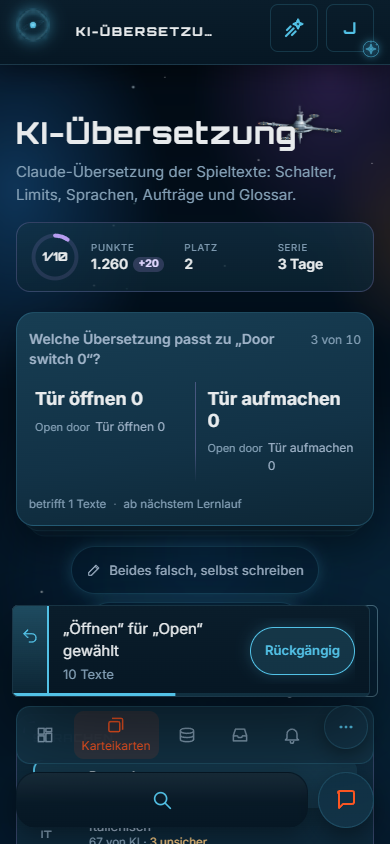 KI-ÜBERSETZU…
KI-Übersetzung
Claude-Übersetzung der Spieltexte: Schalter,
Limits, Sprachen, Aufträge und Glossar.
1/10
PUNKTE
1.260 +20
PLATZ
2
SERIE
3 Tage
Welche Übersetzung passt zu „Door
switch 0“?
3 von 10
Tür öffnen 0
Open door Tür öffnen 0
Tür aufmachen
0
Open door Tür aufmachen
0
betrifft 1 Texte · ab nächstem Lernlauf
Beides falsch, selbst schreiben
„Öffnen“ für „Open“
gewählt
10 Texte
Rückgängig
Karteikarten
IT
Italienisch
67 von KI · 3 unsicher